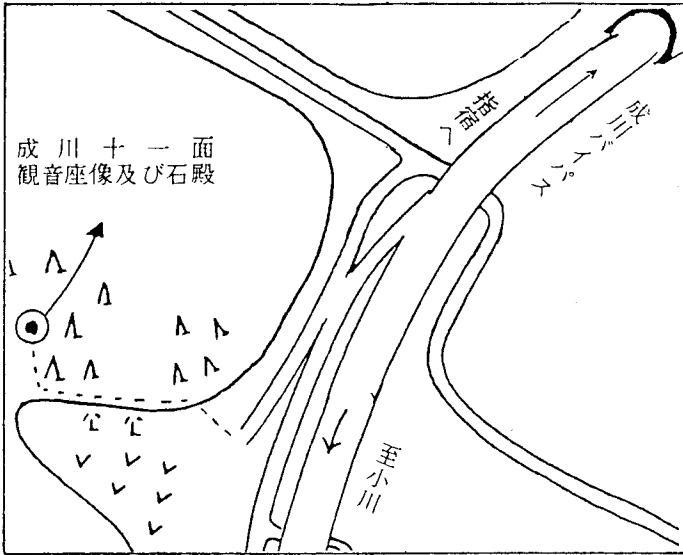 成川十一面
観音座像及び石殿
指宿へ
成川バイパス
至小川